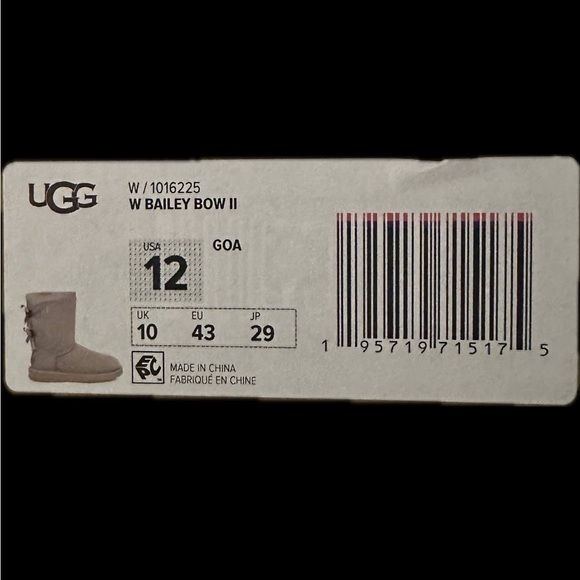 UGG
W / 1016225
W BAILEY BOW II
USA
12
GOA
UK EU JP
10 43 29
EPC
MADE IN CHINA
FABRIQUÉ EN CHINE
1 95719 71517 5